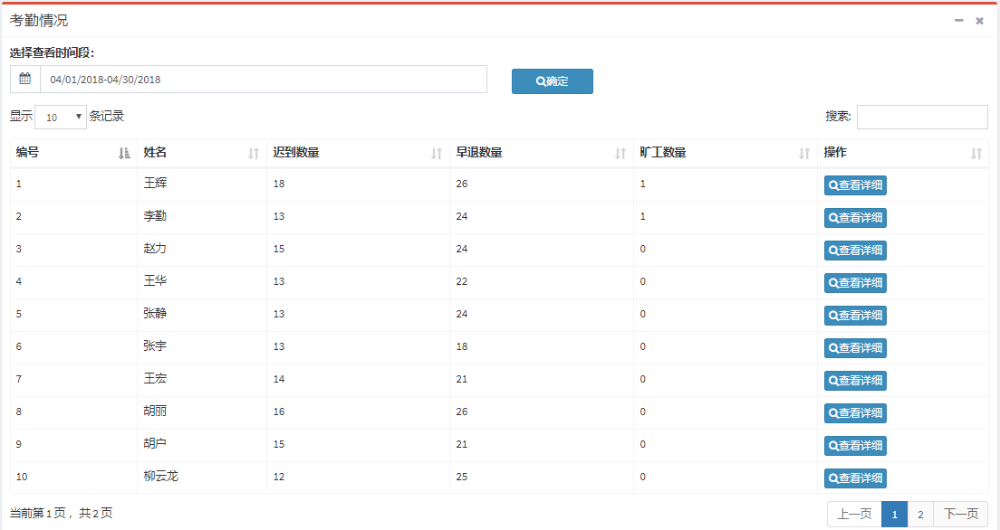 考勤情况
选择查看时间段:
04/01/2018-04/30/2018 确定
显示 10 条记录 搜索:
编号 姓名 迟到数量 早退数量 旷工数量 操作
1 王辉 18 26 1 查看详细
2 李勤 13 24 1 查看详细
3 赵力 15 24 0 查看详细
4 王华 13 22 0 查看详细
5 张静 13 24 0 查看详细
6 张宇 13 18 0 查看详细
7 王宏 14 21 0 查看详细
8 胡丽 16 26 0 查看详细
9 胡户 15 21 0 查看详细
10 柳云龙 12 25 0 查看详细
当前第1页，共2页 上一页 1 2 下一页